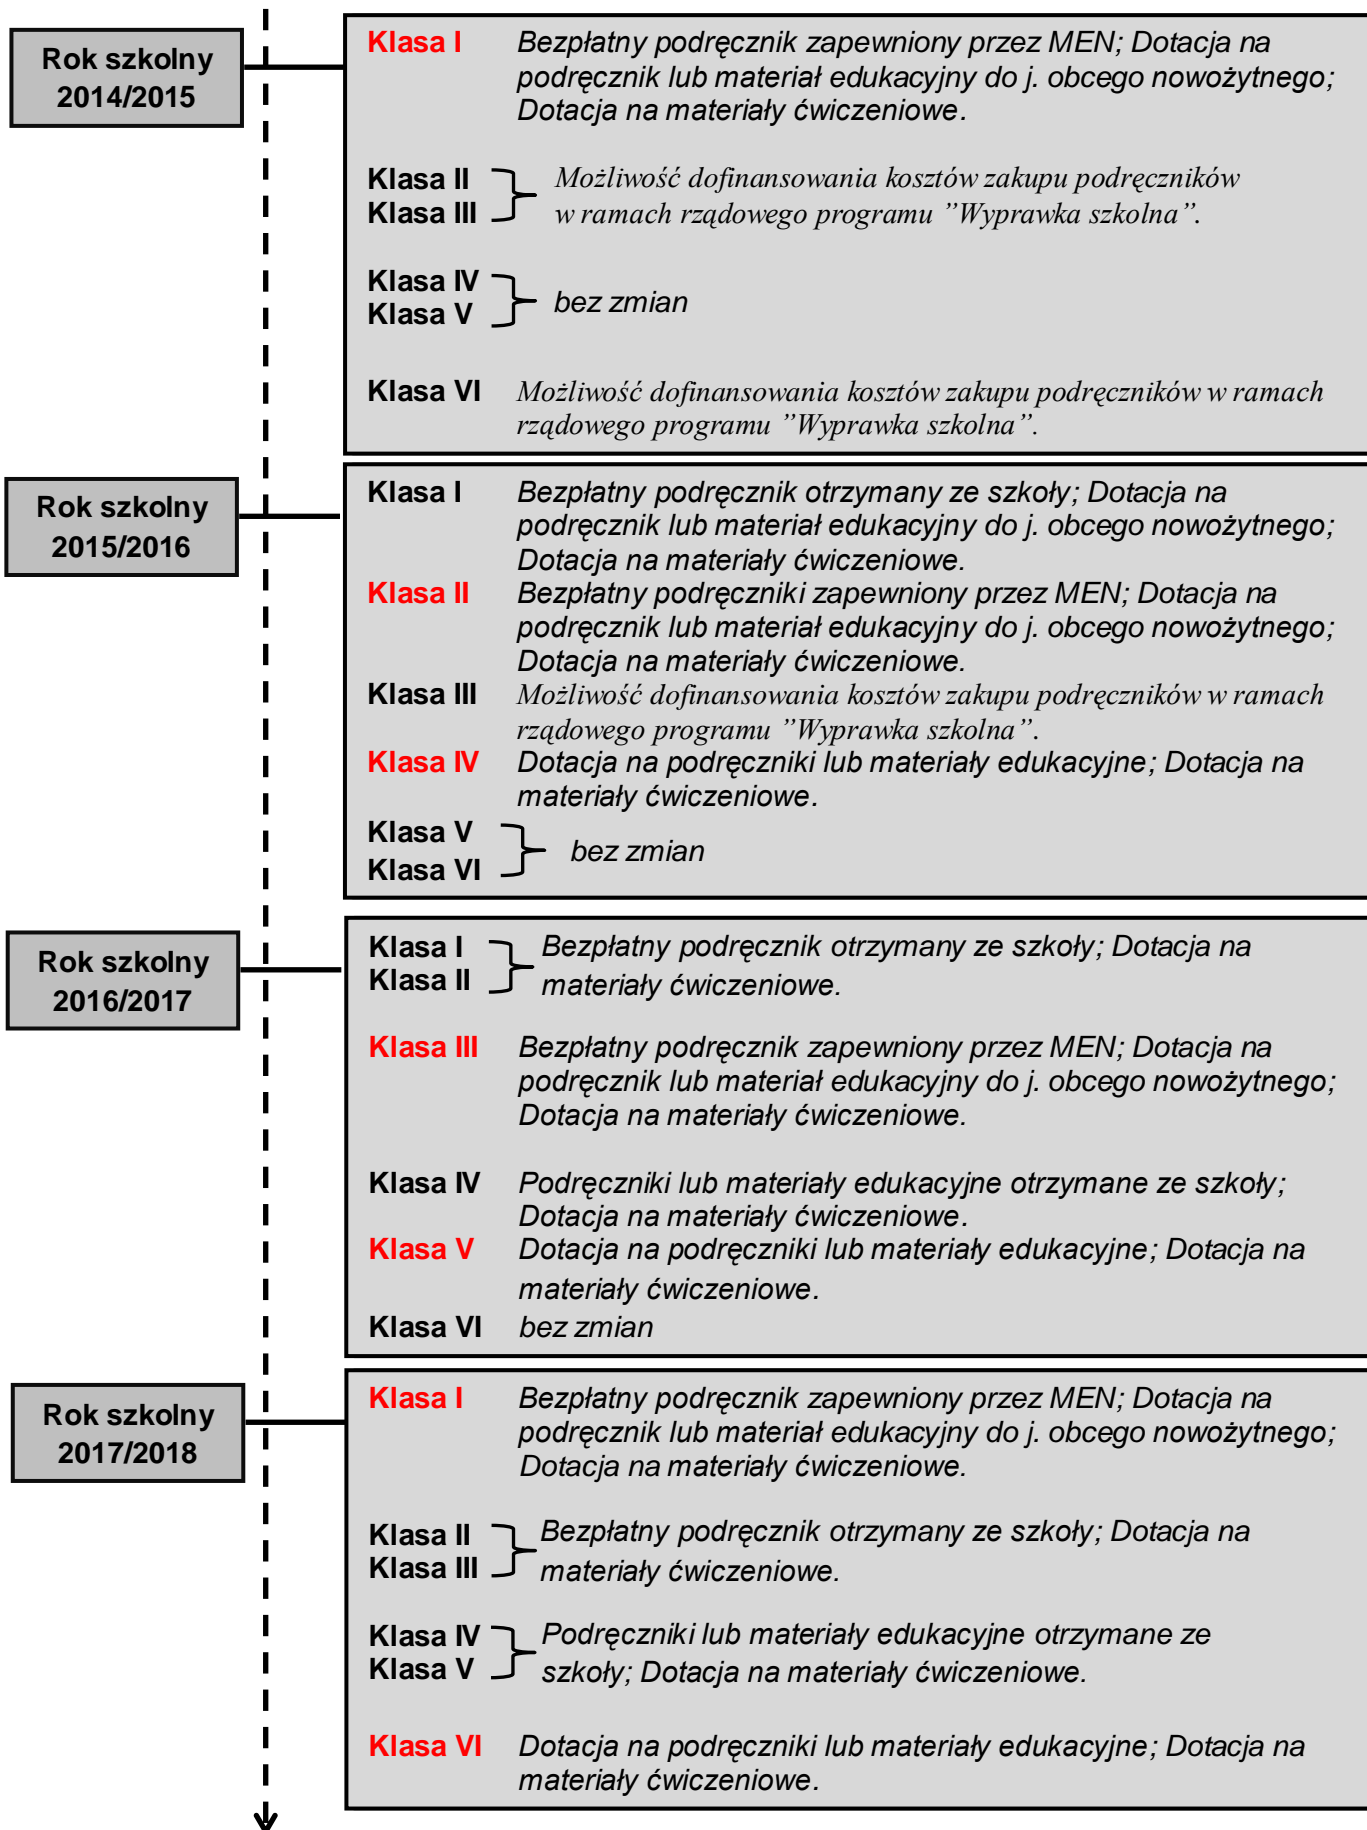 Rok szkolny
2014/2015
Klasa I Bezpłatny podręcznik zapewniony przez MEN; Dotacja na
podręcznik lub materiał edukacyjny do j. obcego nowożytnego;
Dotacja na materiały ćwiczeniowe.
Klasa II
Klasa III
Możliwość dofinansowania kosztów zakupu podręczników
w ramach rządowego programu ”Wyprawka szkolna”.
Klasa IV
Klasa V
bez zmian
Klasa VI Możliwość dofinansowania kosztów zakupu podręczników w ramach
rządowego programu ”Wyprawka szkolna”.
Rok szkolny
2015/2016
Klasa I Bezpłatny podręcznik otrzymany ze szkoły; Dotacja na
podręcznik lub materiał edukacyjny do j. obcego nowożytnego;
Dotacja na materiały ćwiczeniowe.
Klasa II Bezpłatny podręczniki zapewniony przez MEN; Dotacja na
podręcznik lub materiał edukacyjny do j. obcego nowożytnego;
Dotacja na materiały ćwiczeniowe.
Klasa III Możliwość dofinansowania kosztów zakupu podręczników w ramach
rządowego programu ”Wyprawka szkolna”.
Klasa IV Dotacja na podręczniki lub materiały edukacyjne; Dotacja na
materiały ćwiczeniowe.
Klasa V
Klasa VI
bez zmian
Rok szkolny
2016/2017
Klasa I
Klasa II
Bezpłatny podręcznik otrzymany ze szkoły; Dotacja na
materiały ćwiczeniowe.
Klasa III Bezpłatny podręcznik zapewniony przez MEN; Dotacja na
podręcznik lub materiał edukacyjny do j. obcego nowożytnego;
Dotacja na materiały ćwiczeniowe.
Klasa IV Podręczniki lub materiały edukacyjne otrzymane ze szkoły;
Dotacja na materiały ćwiczeniowe.
Klasa V Dotacja na podręczniki lub materiały edukacyjne; Dotacja na
materiały ćwiczeniowe.
Klasa VI bez zmian
Rok szkolny
2017/2018
Klasa I Bezpłatny podręcznik zapewniony przez MEN; Dotacja na
podręcznik lub materiał edukacyjny do j. obcego nowożytnego;
Dotacja na materiały ćwiczeniowe.
Klasa II
Klasa III
Bezpłatny podręcznik otrzymany ze szkoły; Dotacja na
materiały ćwiczeniowe.
Klasa IV
Klasa V
Podręczniki lub materiały edukacyjne otrzymane ze
szkoły; Dotacja na materiały ćwiczeniowe.
Klasa VI Dotacja na podręczniki lub materiały edukacyjne; Dotacja na
materiały ćwiczeniowe.